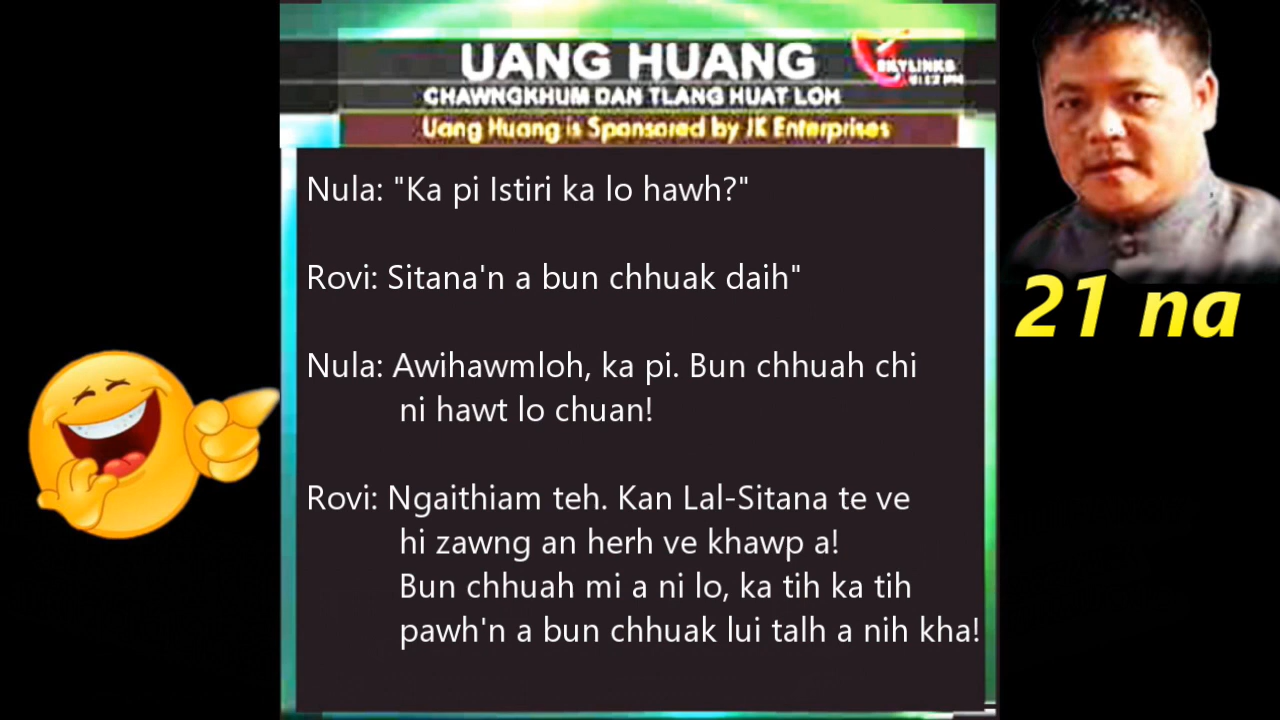 UANG HUANG
SKYLINKS
CHAWNGKHUM DAN TLANG HUAT LOH
Uang Huang is Sponsored by JK Enterprises
Nula: "Ka pi Istiri ka lo hawh?"
Rovi: Sitana'n a bun chhuak daih"
Nula: Awihawmloh, ka pi. Bun chhuah chi
ni hawt lo chuan!
Rovi: Ngaithiam teh. Kan Lal-Sitana te ve
hi zawng an herh ve khawp a!
Bun chhuah mi a ni lo, ka tih ka tih
pawh'n a bun chhuak lui talh a nih kha!
21 na